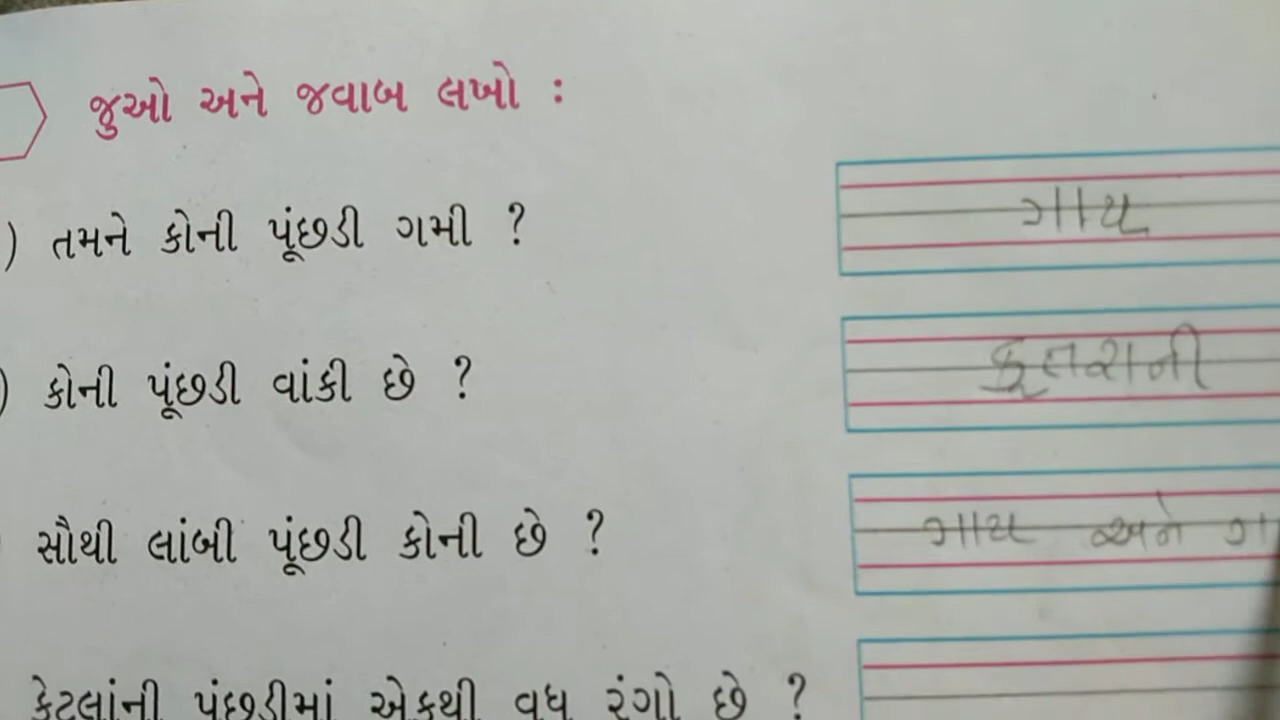 જુઓ અને જવાબ લખો :
) તમને કોની પૂંછડી ગમી ?
ગાય
) કોની પૂંછડી વાંકી છે ?
કૂતરાની
સૌથી લાંબી પૂંછડી કોની છે ?
ગાય અને
કેટલાંની પૂંછડીમાં એકથી વધુ રંગો છે ?